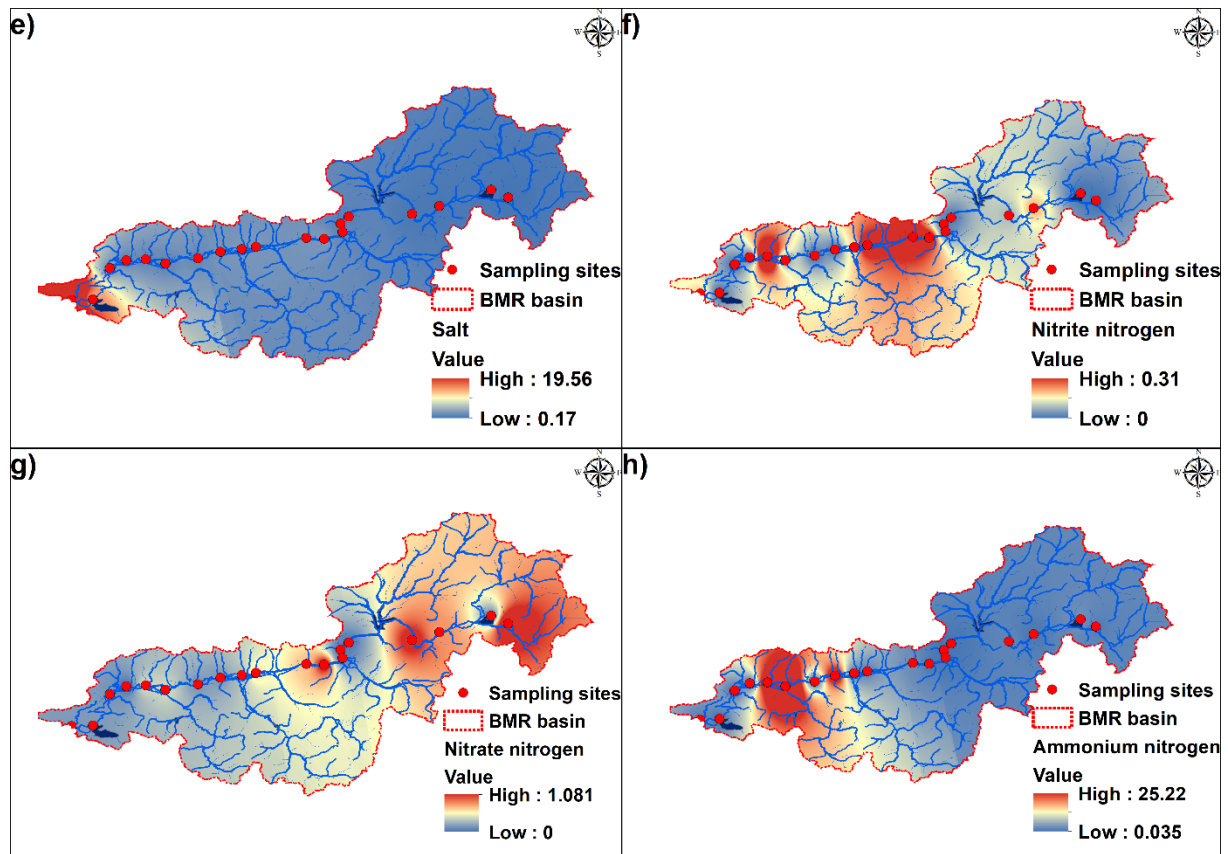 e)
N
W
E
S
Sampling sites
BMR basin
Salt
Value
High : 19.56
Low : 0.17
f)
N
W
E
S
Sampling sites
BMR basin
Nitrite nitrogen
Value
High : 0.31
Low : 0
g)
N
W
E
S
Sampling sites
BMR basin
Nitrate nitrogen
Value
High : 1.081
Low : 0
h)
N
W
E
S
Sampling sites
BMR basin
Ammonium nitrogen
Value
High : 25.22
Low : 0.035